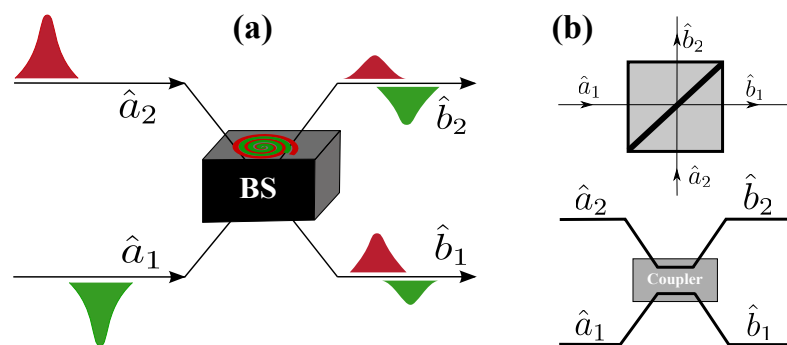 (a)
â₂
b̂₂
BS
â₁
b̂₁
(b)
b̂₂
â₁
b̂₁
â₂
â₂
b̂₂
Coupler
â₁
b̂₁